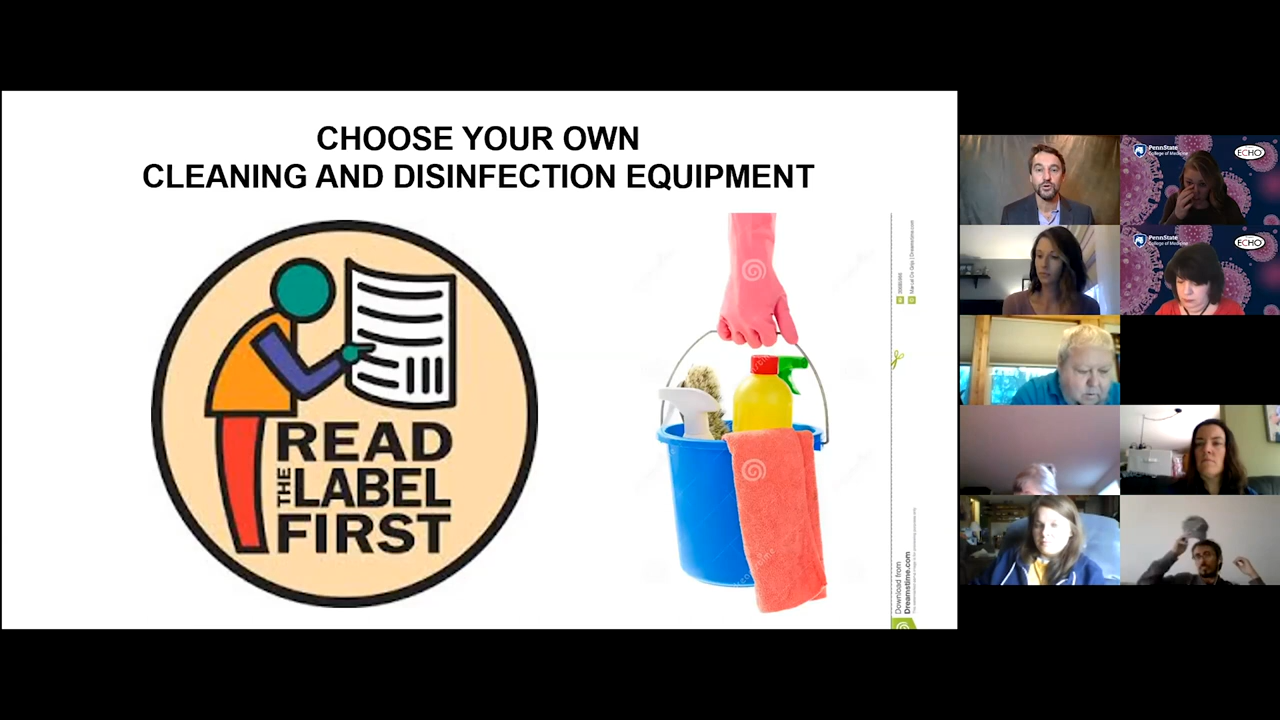 CHOOSE YOUR OWN
CLEANING AND DISINFECTION EQUIPMENT
READ
THE
LABEL
FIRST
Download from
Dreamstime.com
PennState
College of Medicine
ECHO
PennState
College of Medicine
ECHO